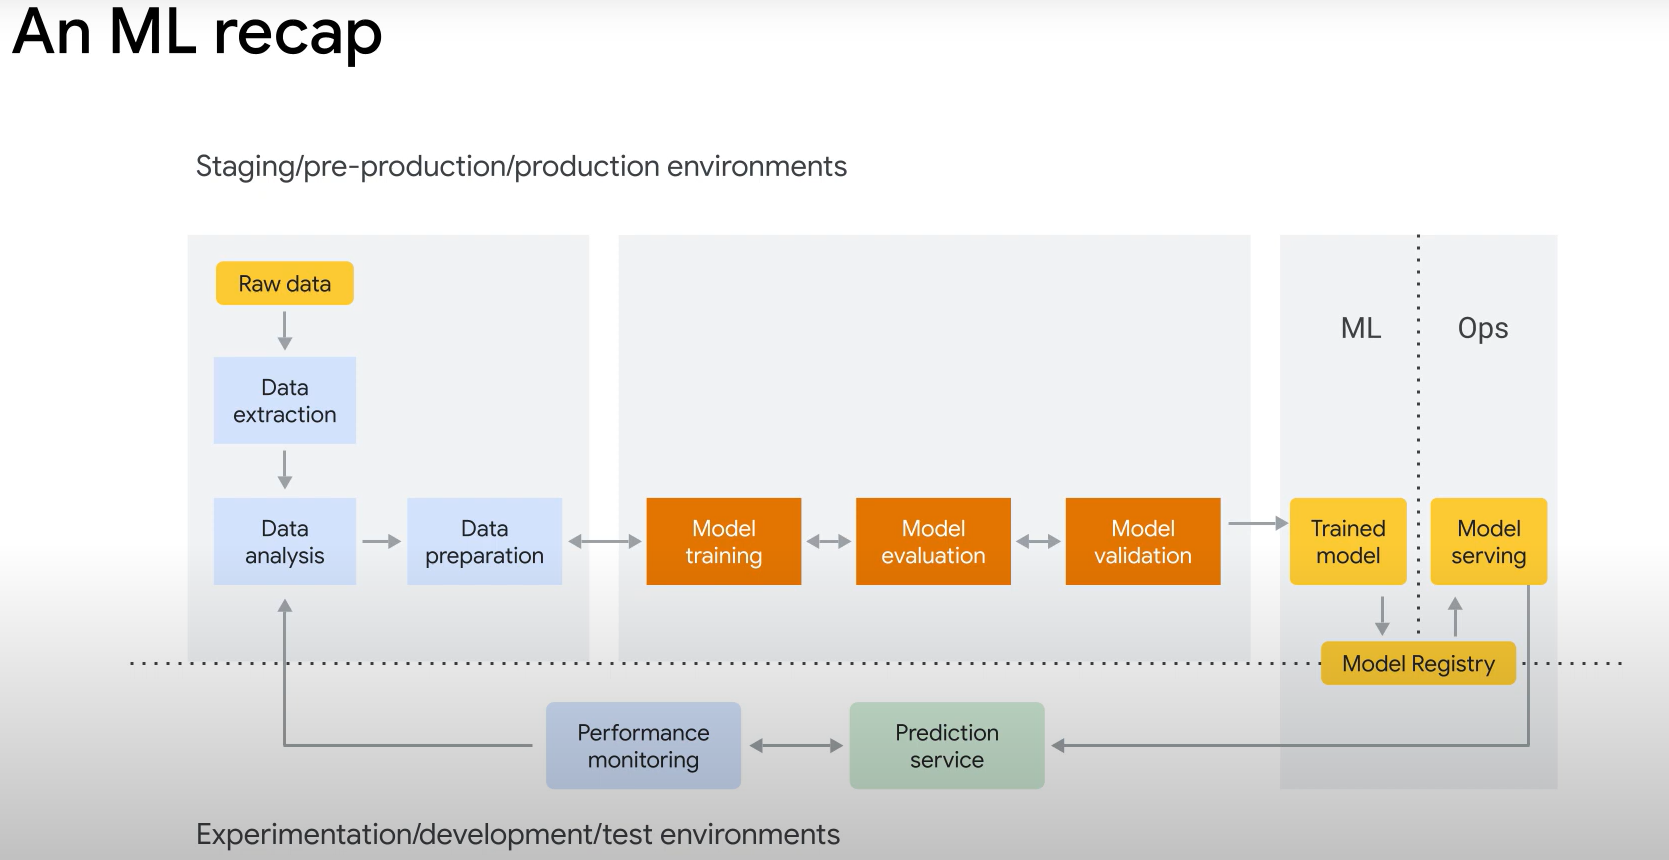 An ML recap
Staging/pre-production/production environments
Raw data
Data
extraction
Data
analysis
Data
preparation
Model
training
Model
evaluation
Model
validation
ML
Ops
Trained
model
Model
serving
Model Registry
Performance
monitoring
Prediction
service
Experimentation/development/test environments